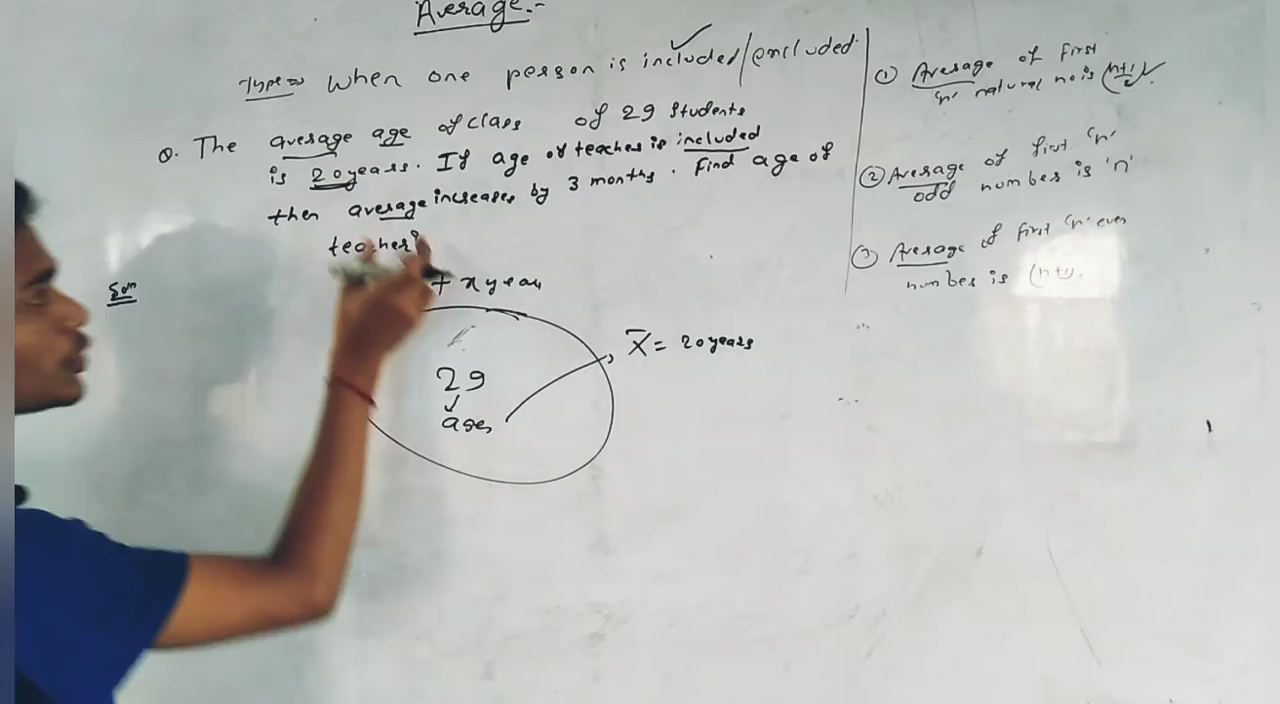 Average:-
Type⇒ When one person is included/excluded.
Q. The average age of class of 29 students
is 20 years. If age of teacher is included
then average increases by 3 months. Find age of
teacher?
Soln
+ x years
29
ages
x̄ = 20 years
① Average of first
'n' natural no is (n+1/2)
② Average of first 'n'
odd number is 'n'
③ Average of first 'n' even
number is (n+1).